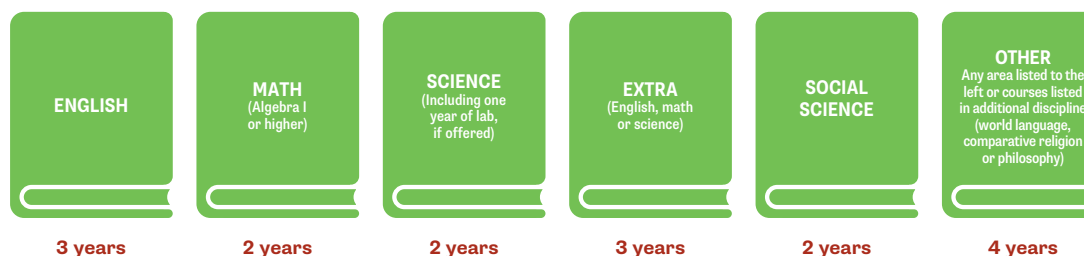 ENGLISH
MATH
(Algebra I
or higher)
SCIENCE
(Including one
year of lab,
if offered)
EXTRA
(English, math
or science)
SOCIAL
SCIENCE
OTHER
Any area listed to the
left or courses listed
in additional discipline
(world language,
comparative religion
or philosophy)
3 years
2 years
2 years
3 years
2 years
4 years